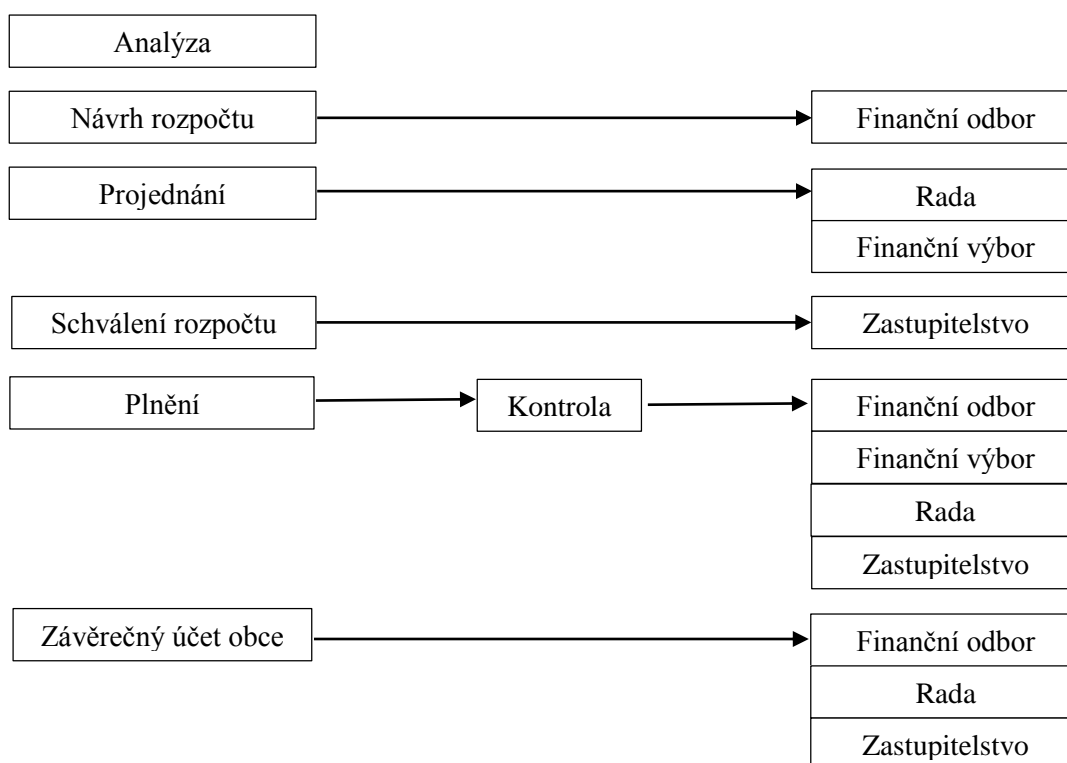 Analýza
Návrh rozpočtu
Finanční odbor
Projednání
Rada
Finanční výbor
Schválení rozpočtu
Zastupitelstvo
Plnění
Kontrola
Finanční odbor
Finanční výbor
Rada
Zastupitelstvo
Závěrečný účet obce
Finanční odbor
Rada
Zastupitelstvo